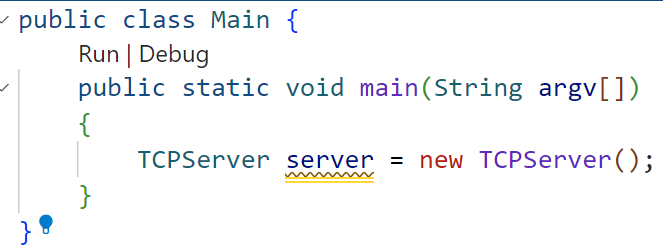 public class Main {
Run | Debug
public static void main(String argv[])
{
TCPServer server = new TCPServer();
}
}